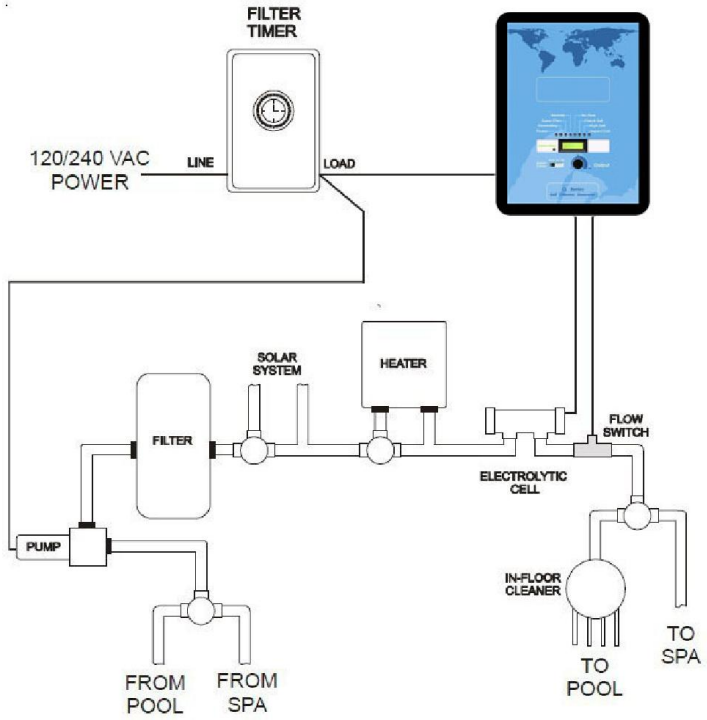 FILTER
TIMER
120/240 VAC
POWER
LINE
LOAD
SOLAR
SYSTEM
HEATER
FILTER
FLOW
SWITCH
ELECTROLYTIC
CELL
PUMP
IN-FLOOR
CLEANER
FROM
POOL
FROM
SPA
TO
POOL
TO
SPA